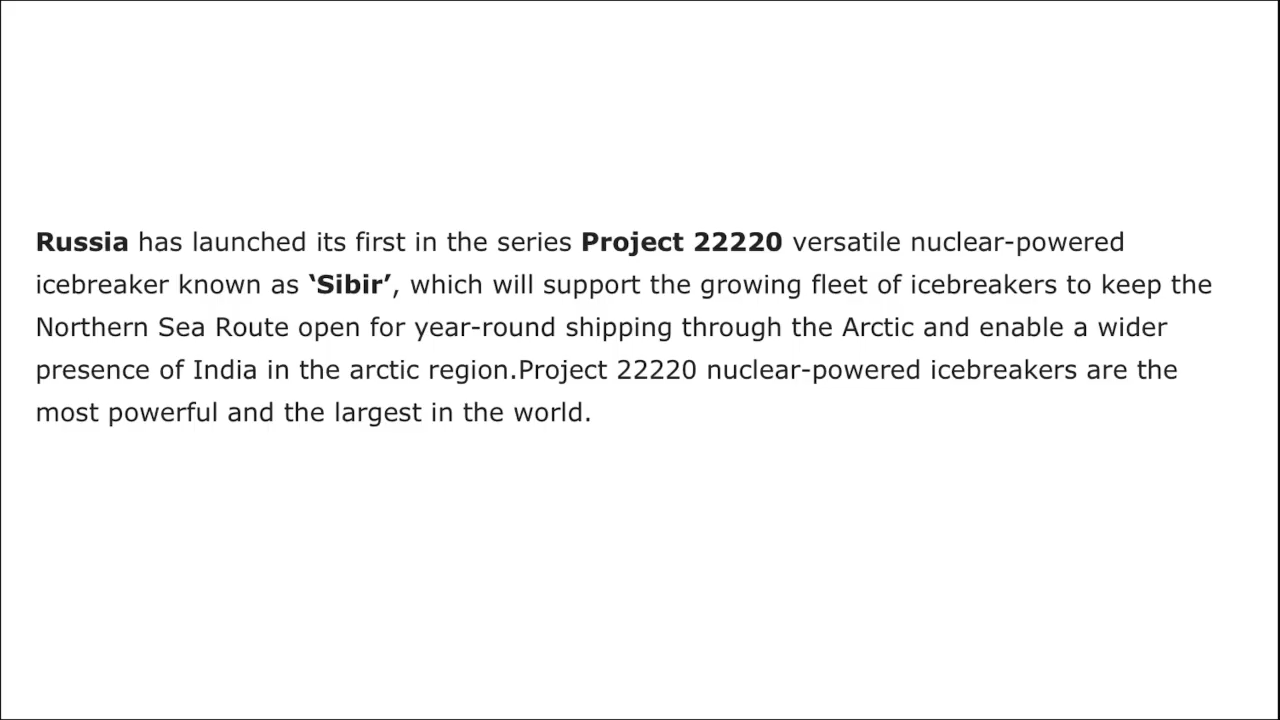 Russia has launched its first in the series Project 22220 versatile nuclear-powered
icebreaker known as ‘Sibir’, which will support the growing fleet of icebreakers to keep the
Northern Sea Route open for year-round shipping through the Arctic and enable a wider
presence of India in the arctic region.Project 22220 nuclear-powered icebreakers are the
most powerful and the largest in the world.